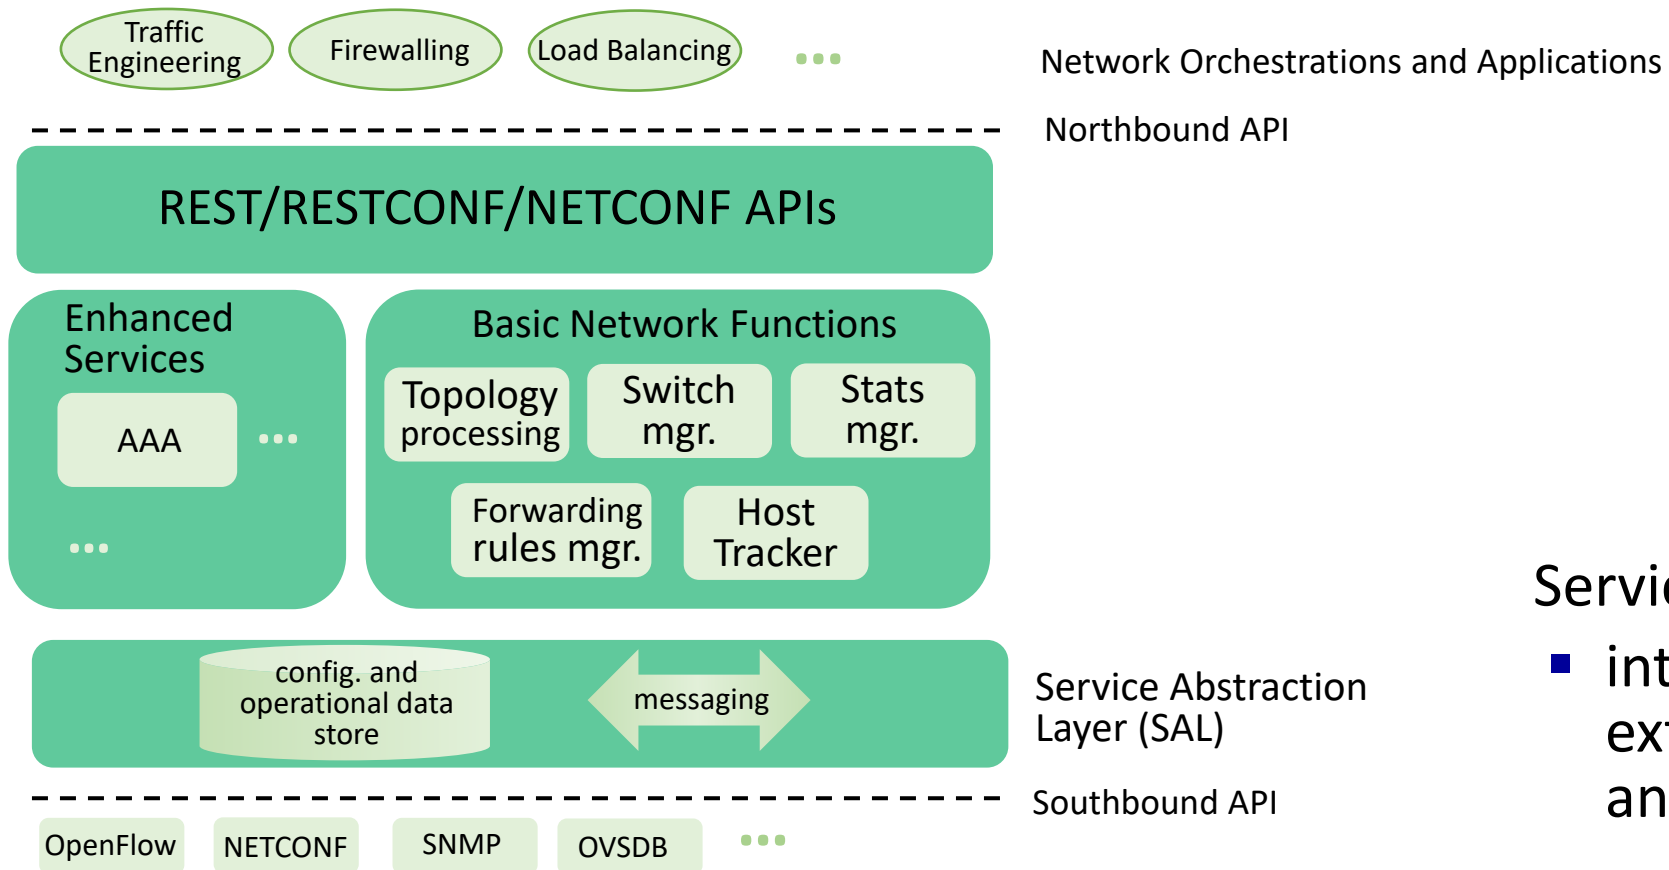 Traffic
Engineering
Firewalling
Load Balancing
...
Network Orchestrations and Applications
Northbound API
REST/RESTCONF/NETCONF APIs
Enhanced
Services
AAA
...
...
Basic Network Functions
Topology
processing
Switch
mgr.
Stats
mgr.
Forwarding
rules mgr.
Host
Tracker
config. and
operational data
store
messaging
Service Abstraction
Layer (SAL)
Southbound API
OpenFlow
NETCONF
SNMP
OVSDB
...